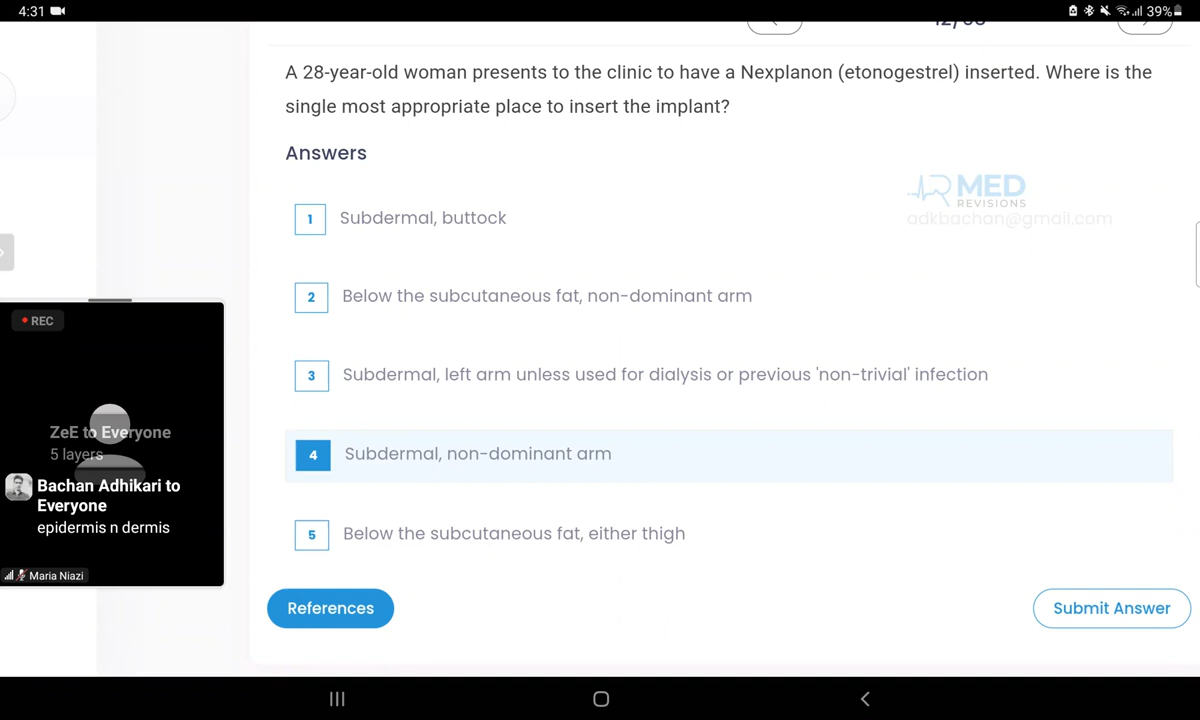 4:31
39%
A 28-year-old woman presents to the clinic to have a Nexplanon (etonogestrel) inserted. Where is the
single most appropriate place to insert the implant?
Answers
MED
REVISIONS
adkbachan@gmail.com
1 Subdermal, buttock
2 Below the subcutaneous fat, non-dominant arm
3 Subdermal, left arm unless used for dialysis or previous 'non-trivial' infection
4 Subdermal, non-dominant arm
5 Below the subcutaneous fat, either thigh
References
Submit Answer
REC
ZeE to Everyone
5 layers
Bachan Adhikari to
Everyone
epidermis n dermis
Maria Niazi